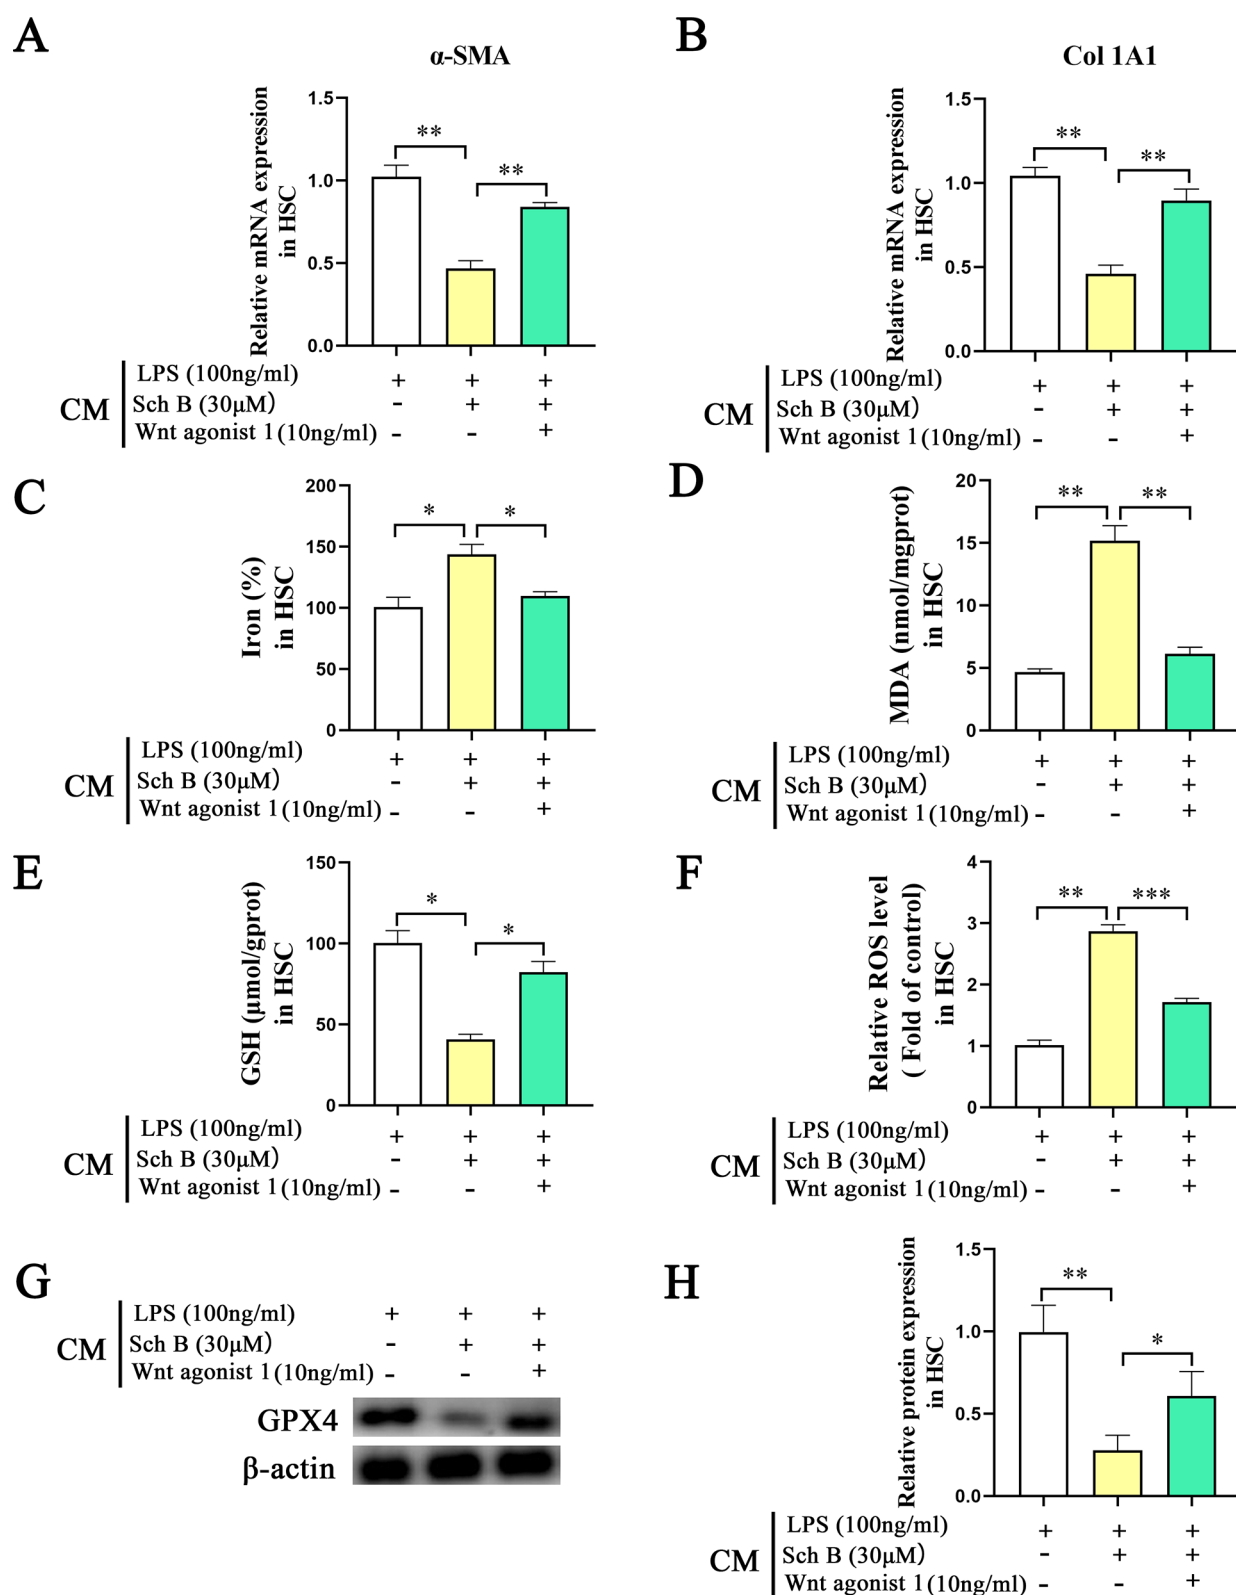 A
α-SMA
Relative mRNA expression
in HSC
1.5
1.0
0.5
0.0
**
**
LPS (100ng/ml) + + +
CM
Sch B (30μM) - + +
Wnt agonist 1 (10ng/ml) - - +
B
Col 1A1
Relative mRNA expression
in HSC
1.5
1.0
0.5
0.0
**
**
LPS (100ng/ml) + + +
CM
Sch B (30μM) - + +
Wnt agonist 1 (10ng/ml) - - +
C
Iron (%)
in HSC
200
150
100
50
0
*
*
LPS (100ng/ml) + + +
CM
Sch B (30μM) - + +
Wnt agonist 1 (10ng/ml) - - +
D
MDA (nmol/mgprot)
in HSC
20
15
10
5
0
**
**
LPS (100ng/ml) + + +
CM
Sch B (30μM) - + +
Wnt agonist 1 (10ng/ml) - - +
E
GSH (μmol/gprot)
in HSC
150
100
50
0
*
*
LPS (100ng/ml) + + +
CM
Sch B (30μM) - + +
Wnt agonist 1 (10ng/ml) - - +
F
Relative ROS level
( Fold of control)
in HSC
4
3
2
1
0
**
***
LPS (100ng/ml) + + +
CM
Sch B (30μM) - + +
Wnt agonist 1 (10ng/ml) - - +
G
LPS (100ng/ml) + + +
CM
Sch B (30μM) - + +
Wnt agonist 1 (10ng/ml) - - +
GPX4
β-actin
H
Relative protein expression
in HSC
1.5
1.0
0.5
0.0
**
*
LPS (100ng/ml) + + +
CM
Sch B (30μM) - + +
Wnt agonist 1 (10ng/ml) - - +